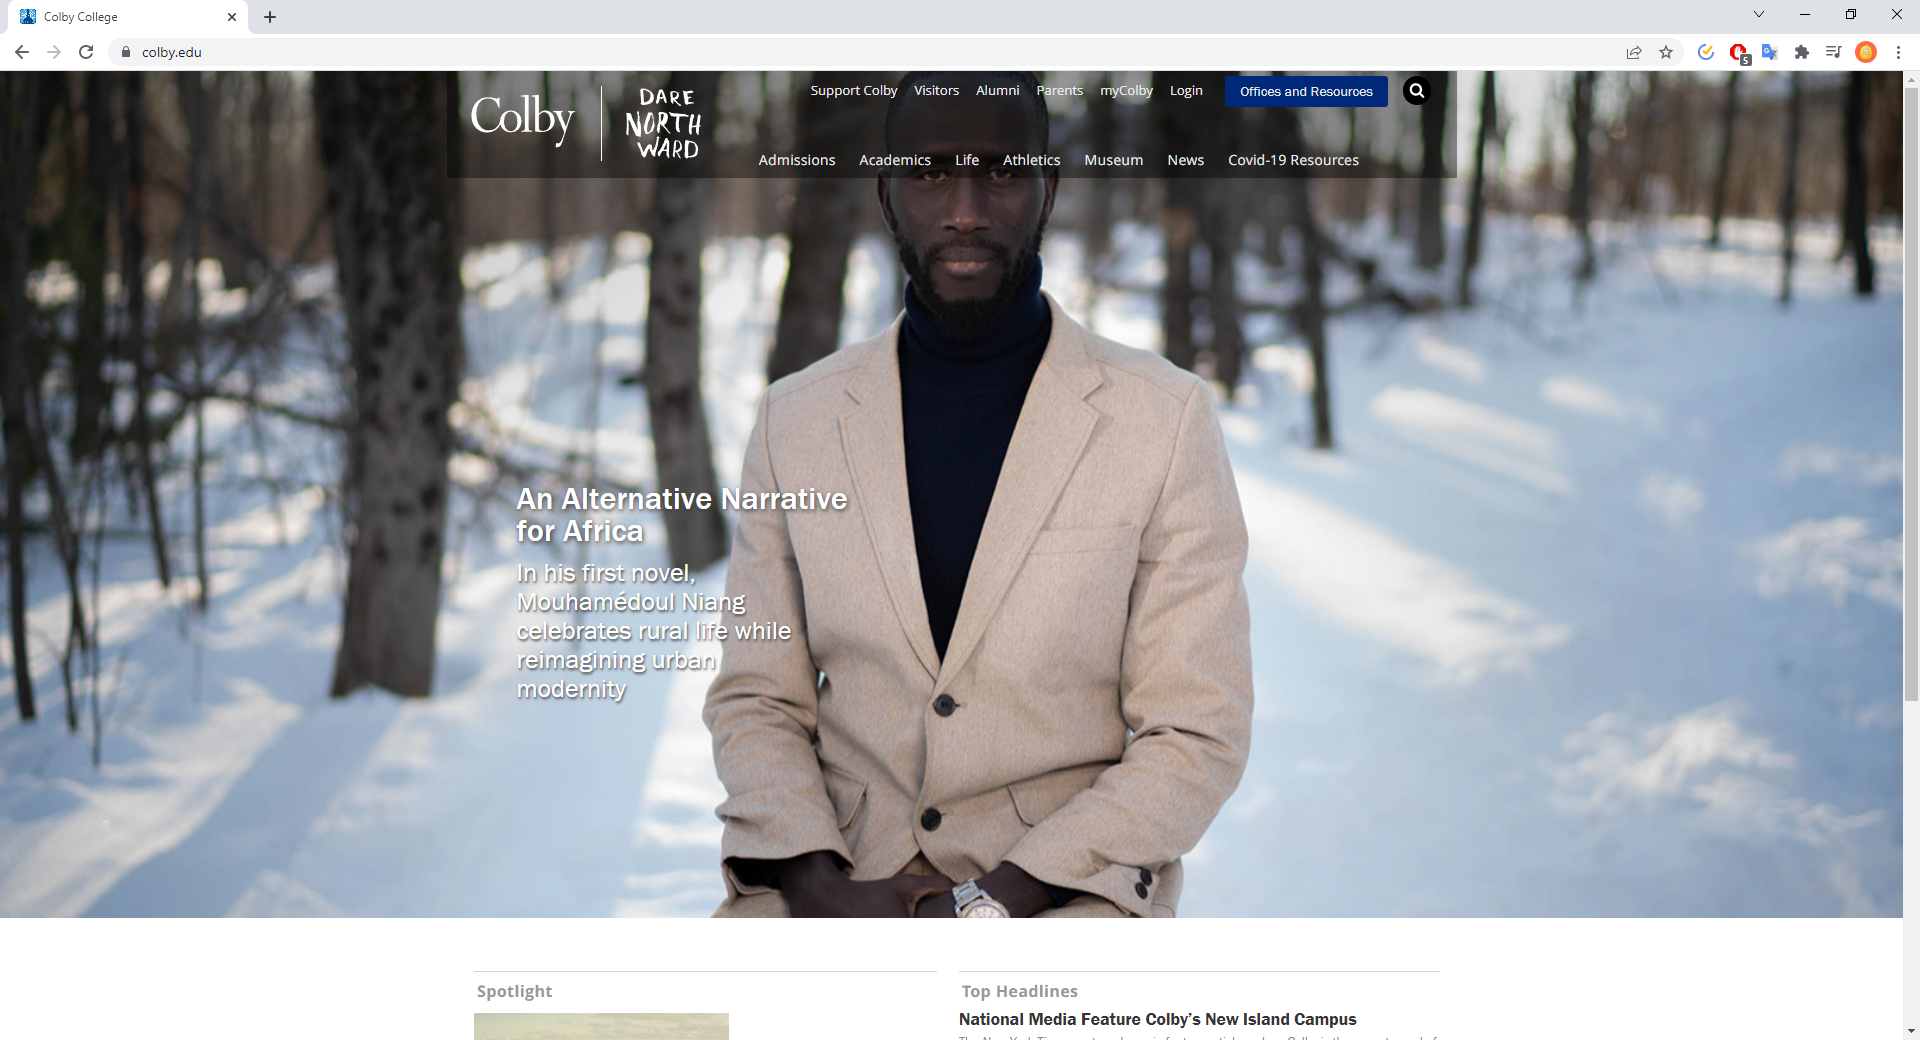 Colby College
colby.edu
5
Support Colby Visitors Alumni Parents myColby Login Offices and Resources
Colby
DARE
NORTH
WARD
Admissions Academics Life Athletics Museum News Covid-19 Resources
An Alternative Narrative
for Africa
In his first novel,
Mouhamédoul Niang
celebrates rural life while
reimagining urban
modernity
Spotlight
Top Headlines
National Media Feature Colby's New Island Campus